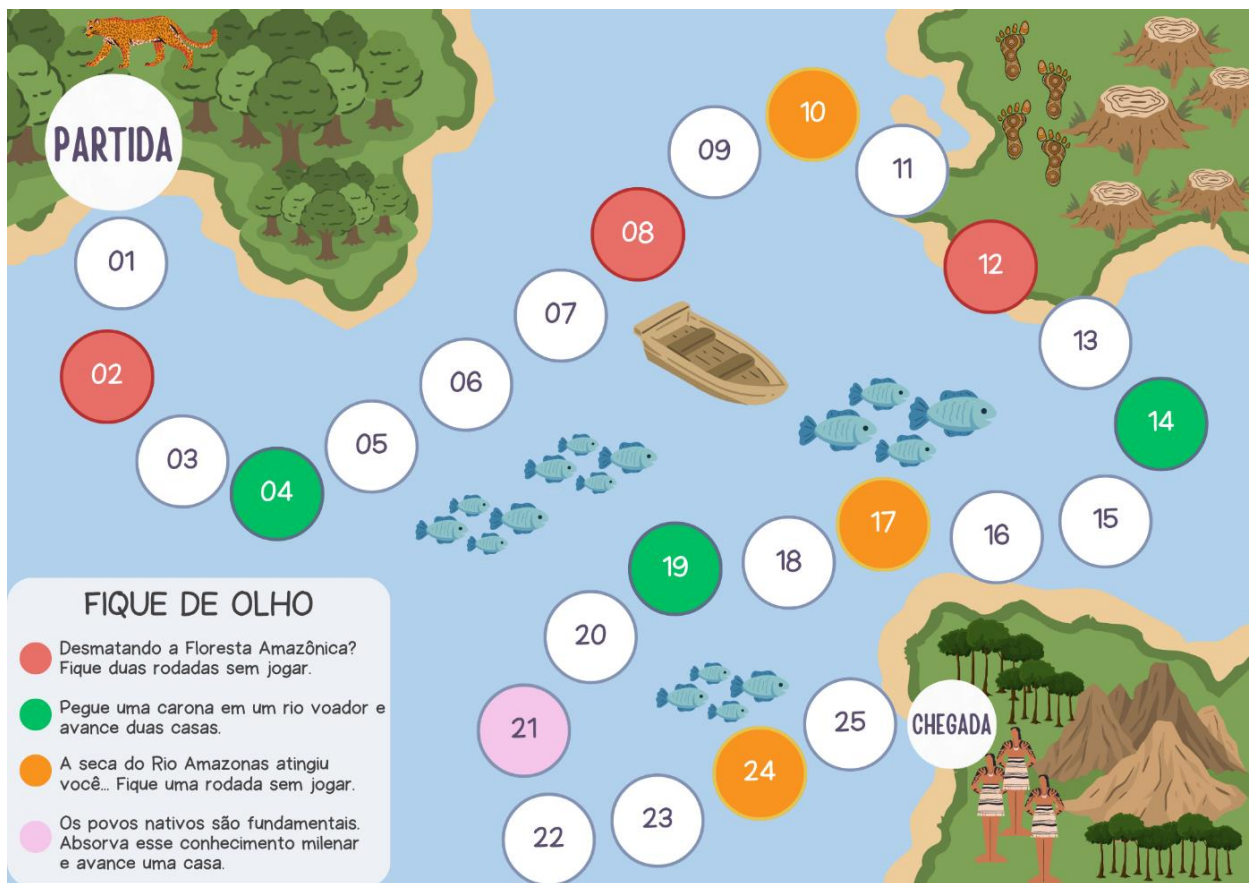 PARTIDA
01
02
03
04
05
06
07
08
09
10
11
12
13
14
15
16
17
18
19
20
21
22
23
24
25
CHEGADA
FIQUE DE OLHO
Desmatando a Floresta Amazônica?
Fique duas rodadas sem jogar.
Pegue uma carona em um rio voador e
avance duas casas.
A seca do Rio Amazonas atingiu
você... Fique uma rodada sem jogar.
Os povos nativos são fundamentais.
Absorva esse conhecimento milenar
e avance uma casa.